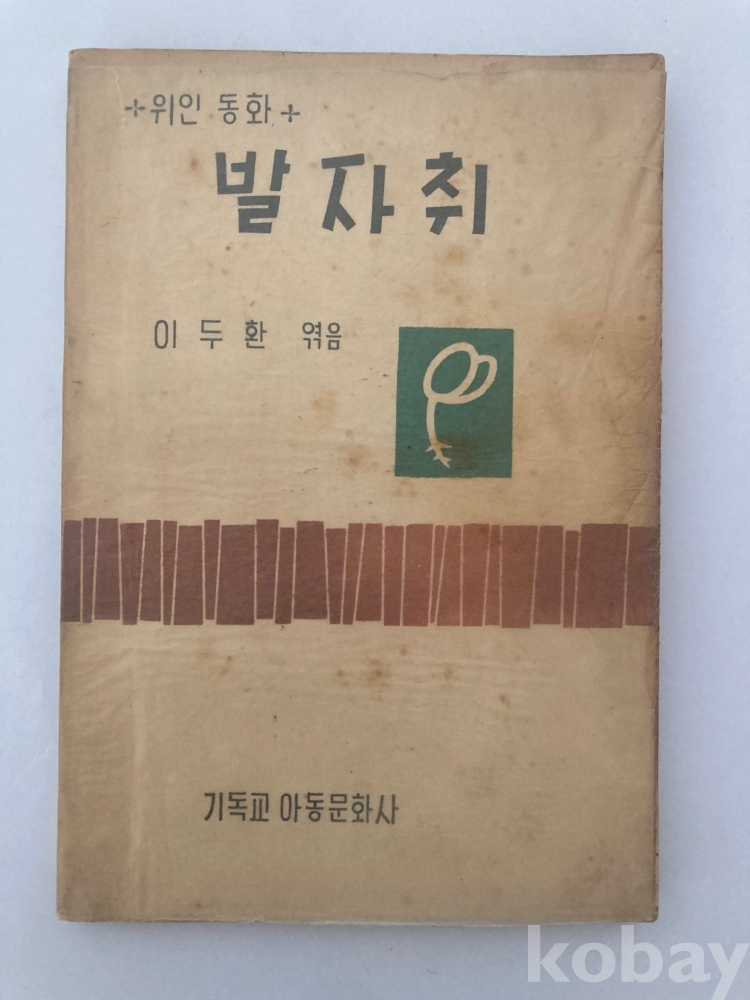 +위인 동화+
발자취
이두환 엮음
기독교 아동문화사
kobay